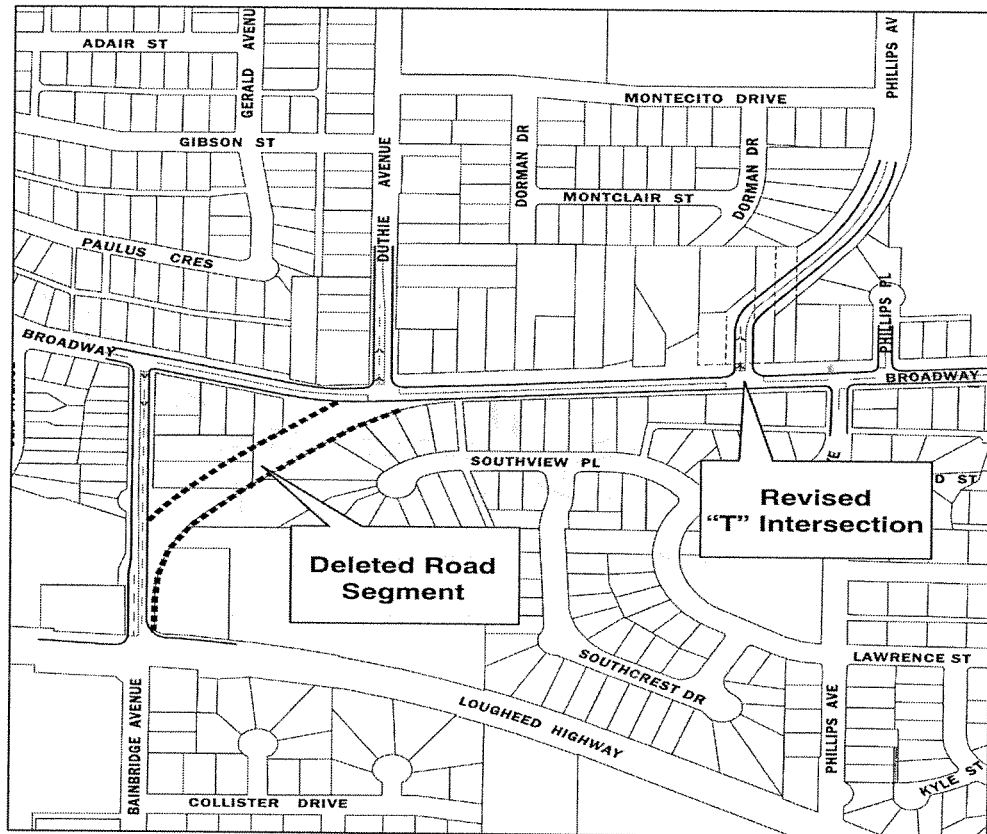 ADAIR ST
GERALD AVENU
PHILLIPS AV
MONTECITO DRIVE
GIBSON ST
DUTHIE AVENUE
DORMAN DR
MONTCLAIR ST
DORMAN DR
PAULUS CRES
BROADWAY
PHILLIPS PL
BROADWAY
SOUTHVIEW PL
D ST
Revised
"T" Intersection
Deleted Road
Segment
LAWRENCE ST
SOUTHCREST DR
LOUGHEED HIGHWAY
BAINBRIDGE AVENUE
PHILLIPS AVE
KYLE ST
COLLISTER DRIVE